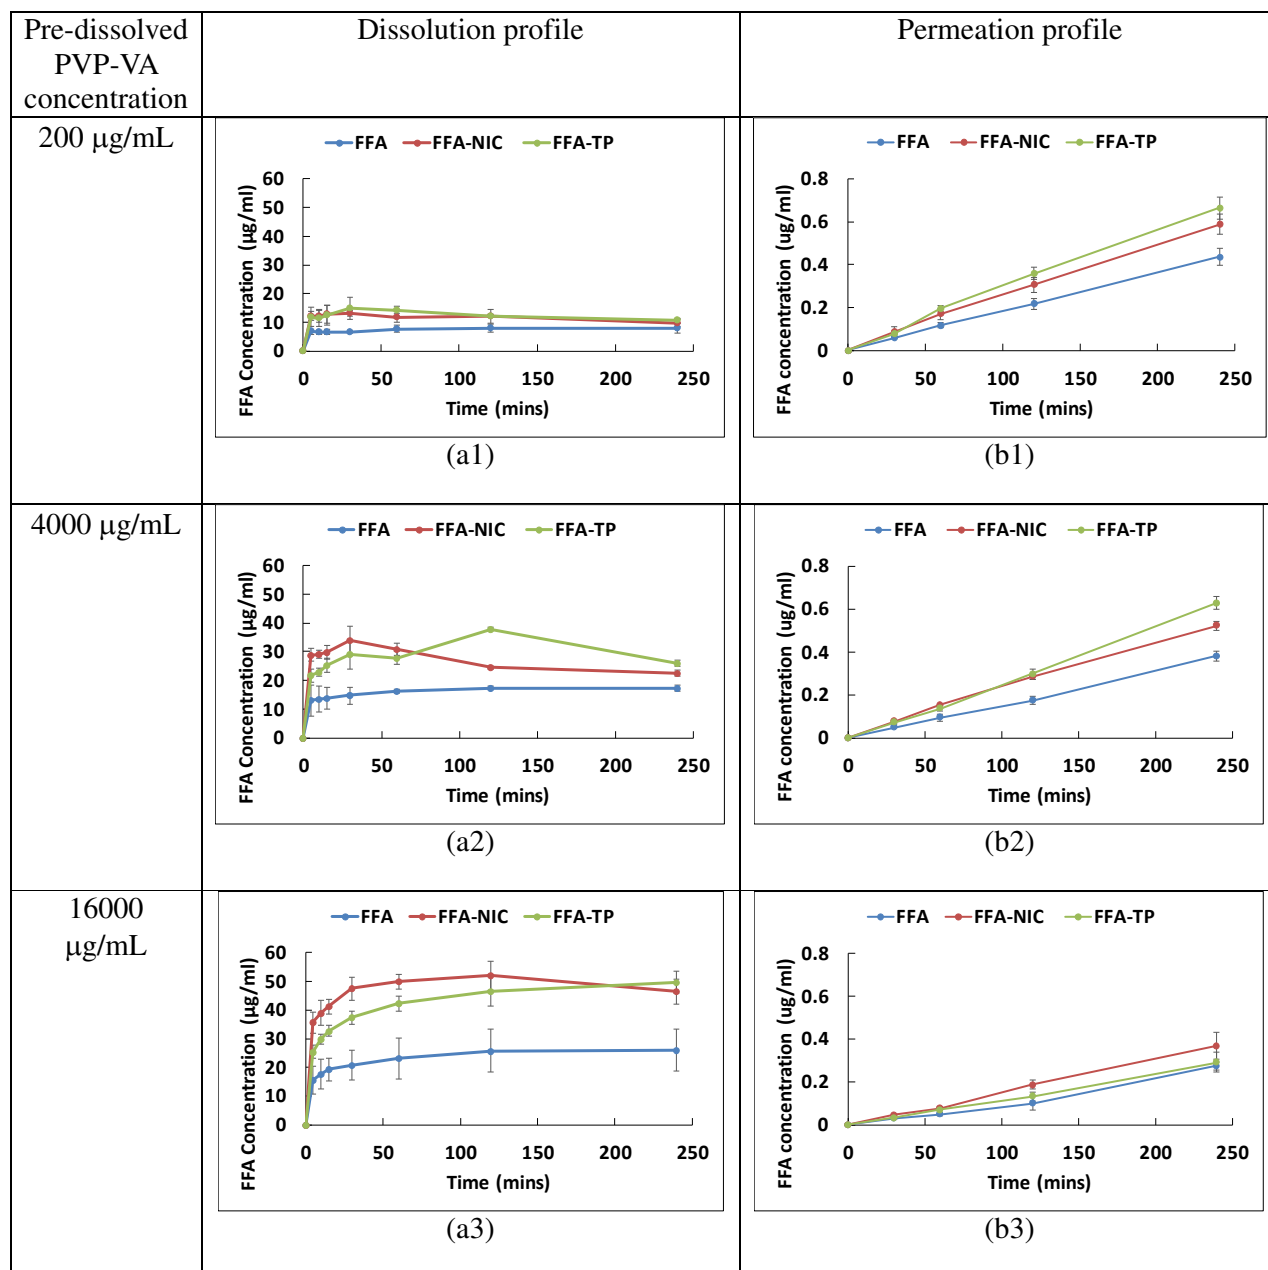 Pre-dissolved
PVP-VA
concentration
Dissolution profile
Permeation profile
200 μg/mL
FFA FFA-NIC FFA-TP
FFA Concentration (μg/ml)
60
50
40
30
20
10
0
0 50 100 150 200 250
Time (mins)
(a1)
FFA FFA-NIC FFA-TP
FFA concentration (ug/ml)
0.8
0.6
0.4
0.2
0
0 50 100 150 200 250
Time (mins)
(b1)
4000 μg/mL
FFA FFA-NIC FFA-TP
FFA Concentration (μg/ml)
60
50
40
30
20
10
0
0 50 100 150 200 250
Time (mins)
(a2)
FFA FFA-NIC FFA-TP
FFA concentration (ug/ml)
0.8
0.6
0.4
0.2
0
0 50 100 150 200 250
Time (mins)
(b2)
16000
μg/mL
FFA FFA-NIC FFA-TP
FFA Concentration (μg/ml)
60
50
40
30
20
10
0
0 50 100 150 200 250
Time (mins)
(a3)
FFA FFA-NIC FFA-TP
FFA concentration (ug/ml)
0.8
0.6
0.4
0.2
0
0 50 100 150 200 250
Time (mins)
(b3)